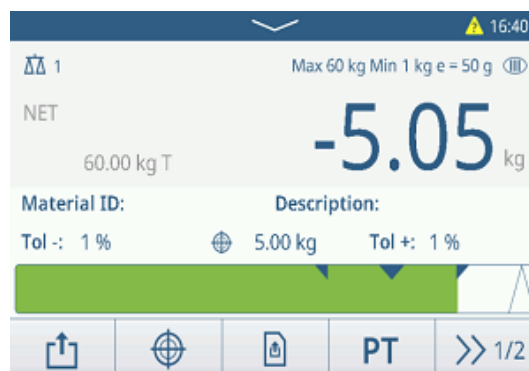 16:40
1 Max 60 kg Min 1 kg e = 50 g
NET
-5.05 kg
60.00 kg T
Material ID: Description:
Tol -: 1 % 5.00 kg Tol +: 1 %
PT 1/2